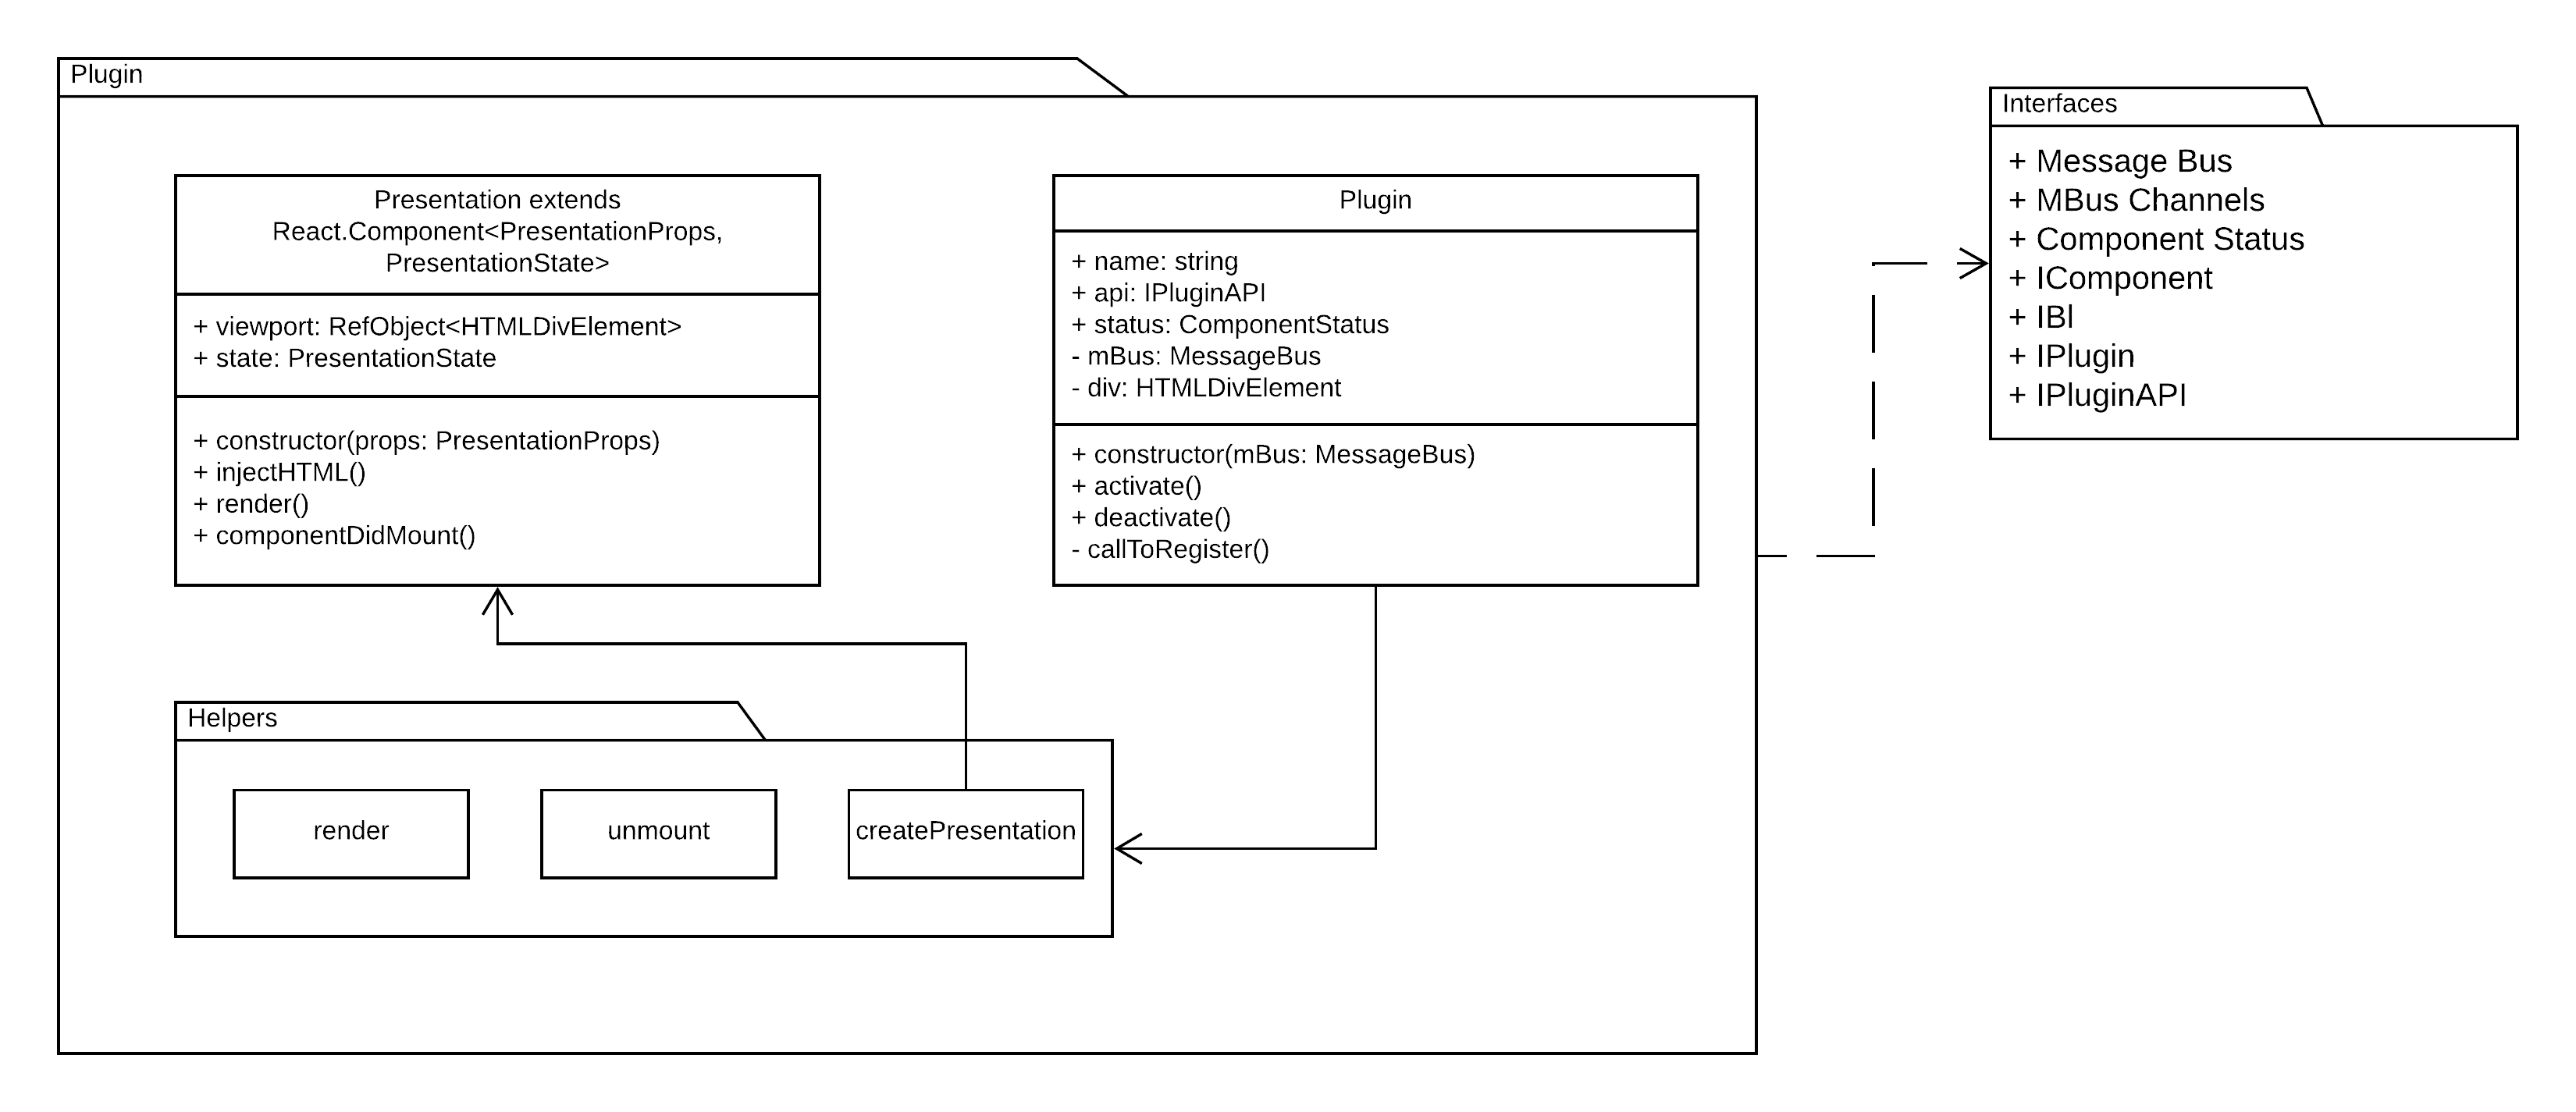 Plugin
Presentation extends
React.Component<PresentationProps,
PresentationState>
+ viewport: RefObject<HTMLDivElement>
+ state: PresentationState
+ constructor(props: PresentationProps)
+ injectHTML()
+ render()
+ componentDidMount()
Plugin
+ name: string
+ api: IPluginAPI
+ status: ComponentStatus
- mBus: MessageBus
- div: HTMLDivElement
+ constructor(mBus: MessageBus)
+ activate()
+ deactivate()
- callToRegister()
Helpers
render
unmount
createPresentation
Interfaces
+ Message Bus
+ MBus Channels
+ Component Status
+ IComponent
+ IBl
+ IPlugin
+ IPluginAPI